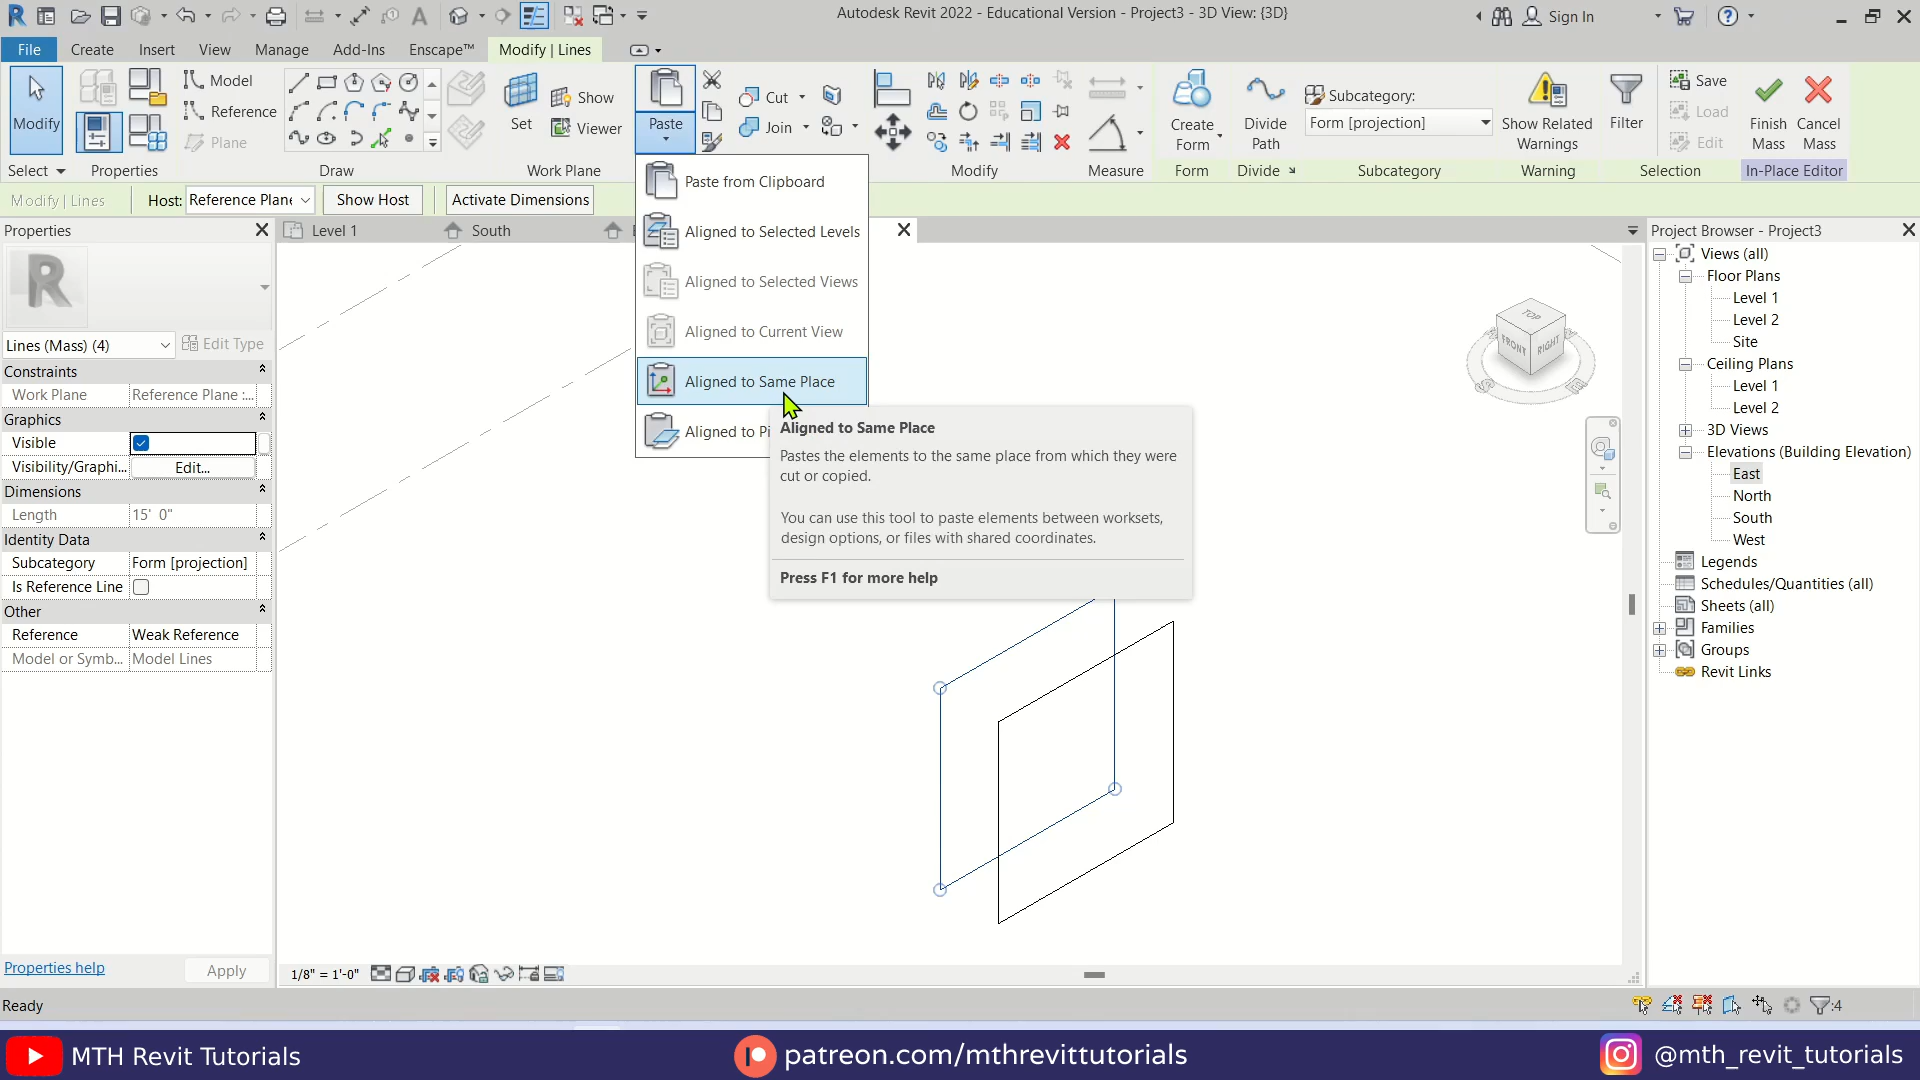 Autodesk Revit 2022 - Educational Version - Project3 - 3D View: {3D}
Sign In
File
Create
Insert
View
Manage
Add-Ins
Enscape™
Modify | Lines
Modify
Model
Reference
Plane
Set
Show
Viewer
Paste
Cut
Join
Create
Form
Divide
Path
Subcategory:
Form [projection]
Show Related
Warnings
Filter
Save
Load
Edit
Finish
Mass
Cancel
Mass
Select
Properties
Draw
Work Plane
Modify
Measure
Form
Divide
Subcategory
Warning
Selection
In-Place Editor
Modify | Lines
Host:
Reference Plane
Show Host
Activate Dimensions
Paste from Clipboard
Aligned to Selected Levels
Aligned to Selected Views
Aligned to Current View
Aligned to Same Place
Aligned to Pi
Aligned to Same Place
Pastes the elements to the same place from which they were
cut or copied.
You can use this tool to paste elements between worksets,
design options, or files with shared coordinates.
Press F1 for more help
Level 1
South
Properties
R
Lines (Mass) (4)
Edit Type
Constraints
Work Plane
Reference Plane :...
Graphics
Visible
Visibility/Graphi...
Edit...
Dimensions
Length
15' 0"
Identity Data
Subcategory
Form [projection]
Is Reference Line
Other
Reference
Weak Reference
Model or Symb...
Model Lines
Properties help
Apply
TOP
FRONT
RIGHT
S
E
Project Browser - Project3
Views (all)
Floor Plans
Level 1
Level 2
Site
Ceiling Plans
Level 1
Level 2
3D Views
Elevations (Building Elevation)
East
North
South
West
Legends
Schedules/Quantities (all)
Sheets (all)
Families
Groups
Revit Links
1/8" = 1'-0"
Ready
:4
MTH Revit Tutorials
patreon.com/mthrevittutorials
@mth_revit_tutorials